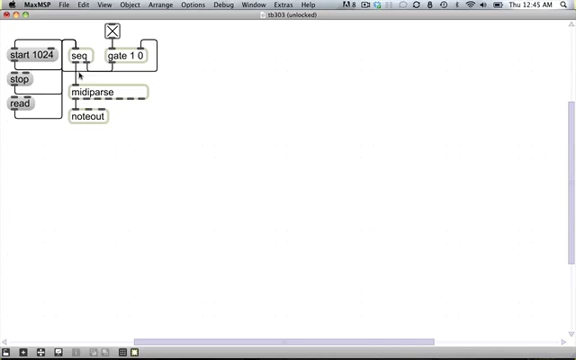 MaxMSP File Edit View Object Arrange Options Debug Window Extras Help Thu 12:45 AM
tb303 (unlocked)
start 1024 seq gate 1 0
stop
midiparse
read
noteout